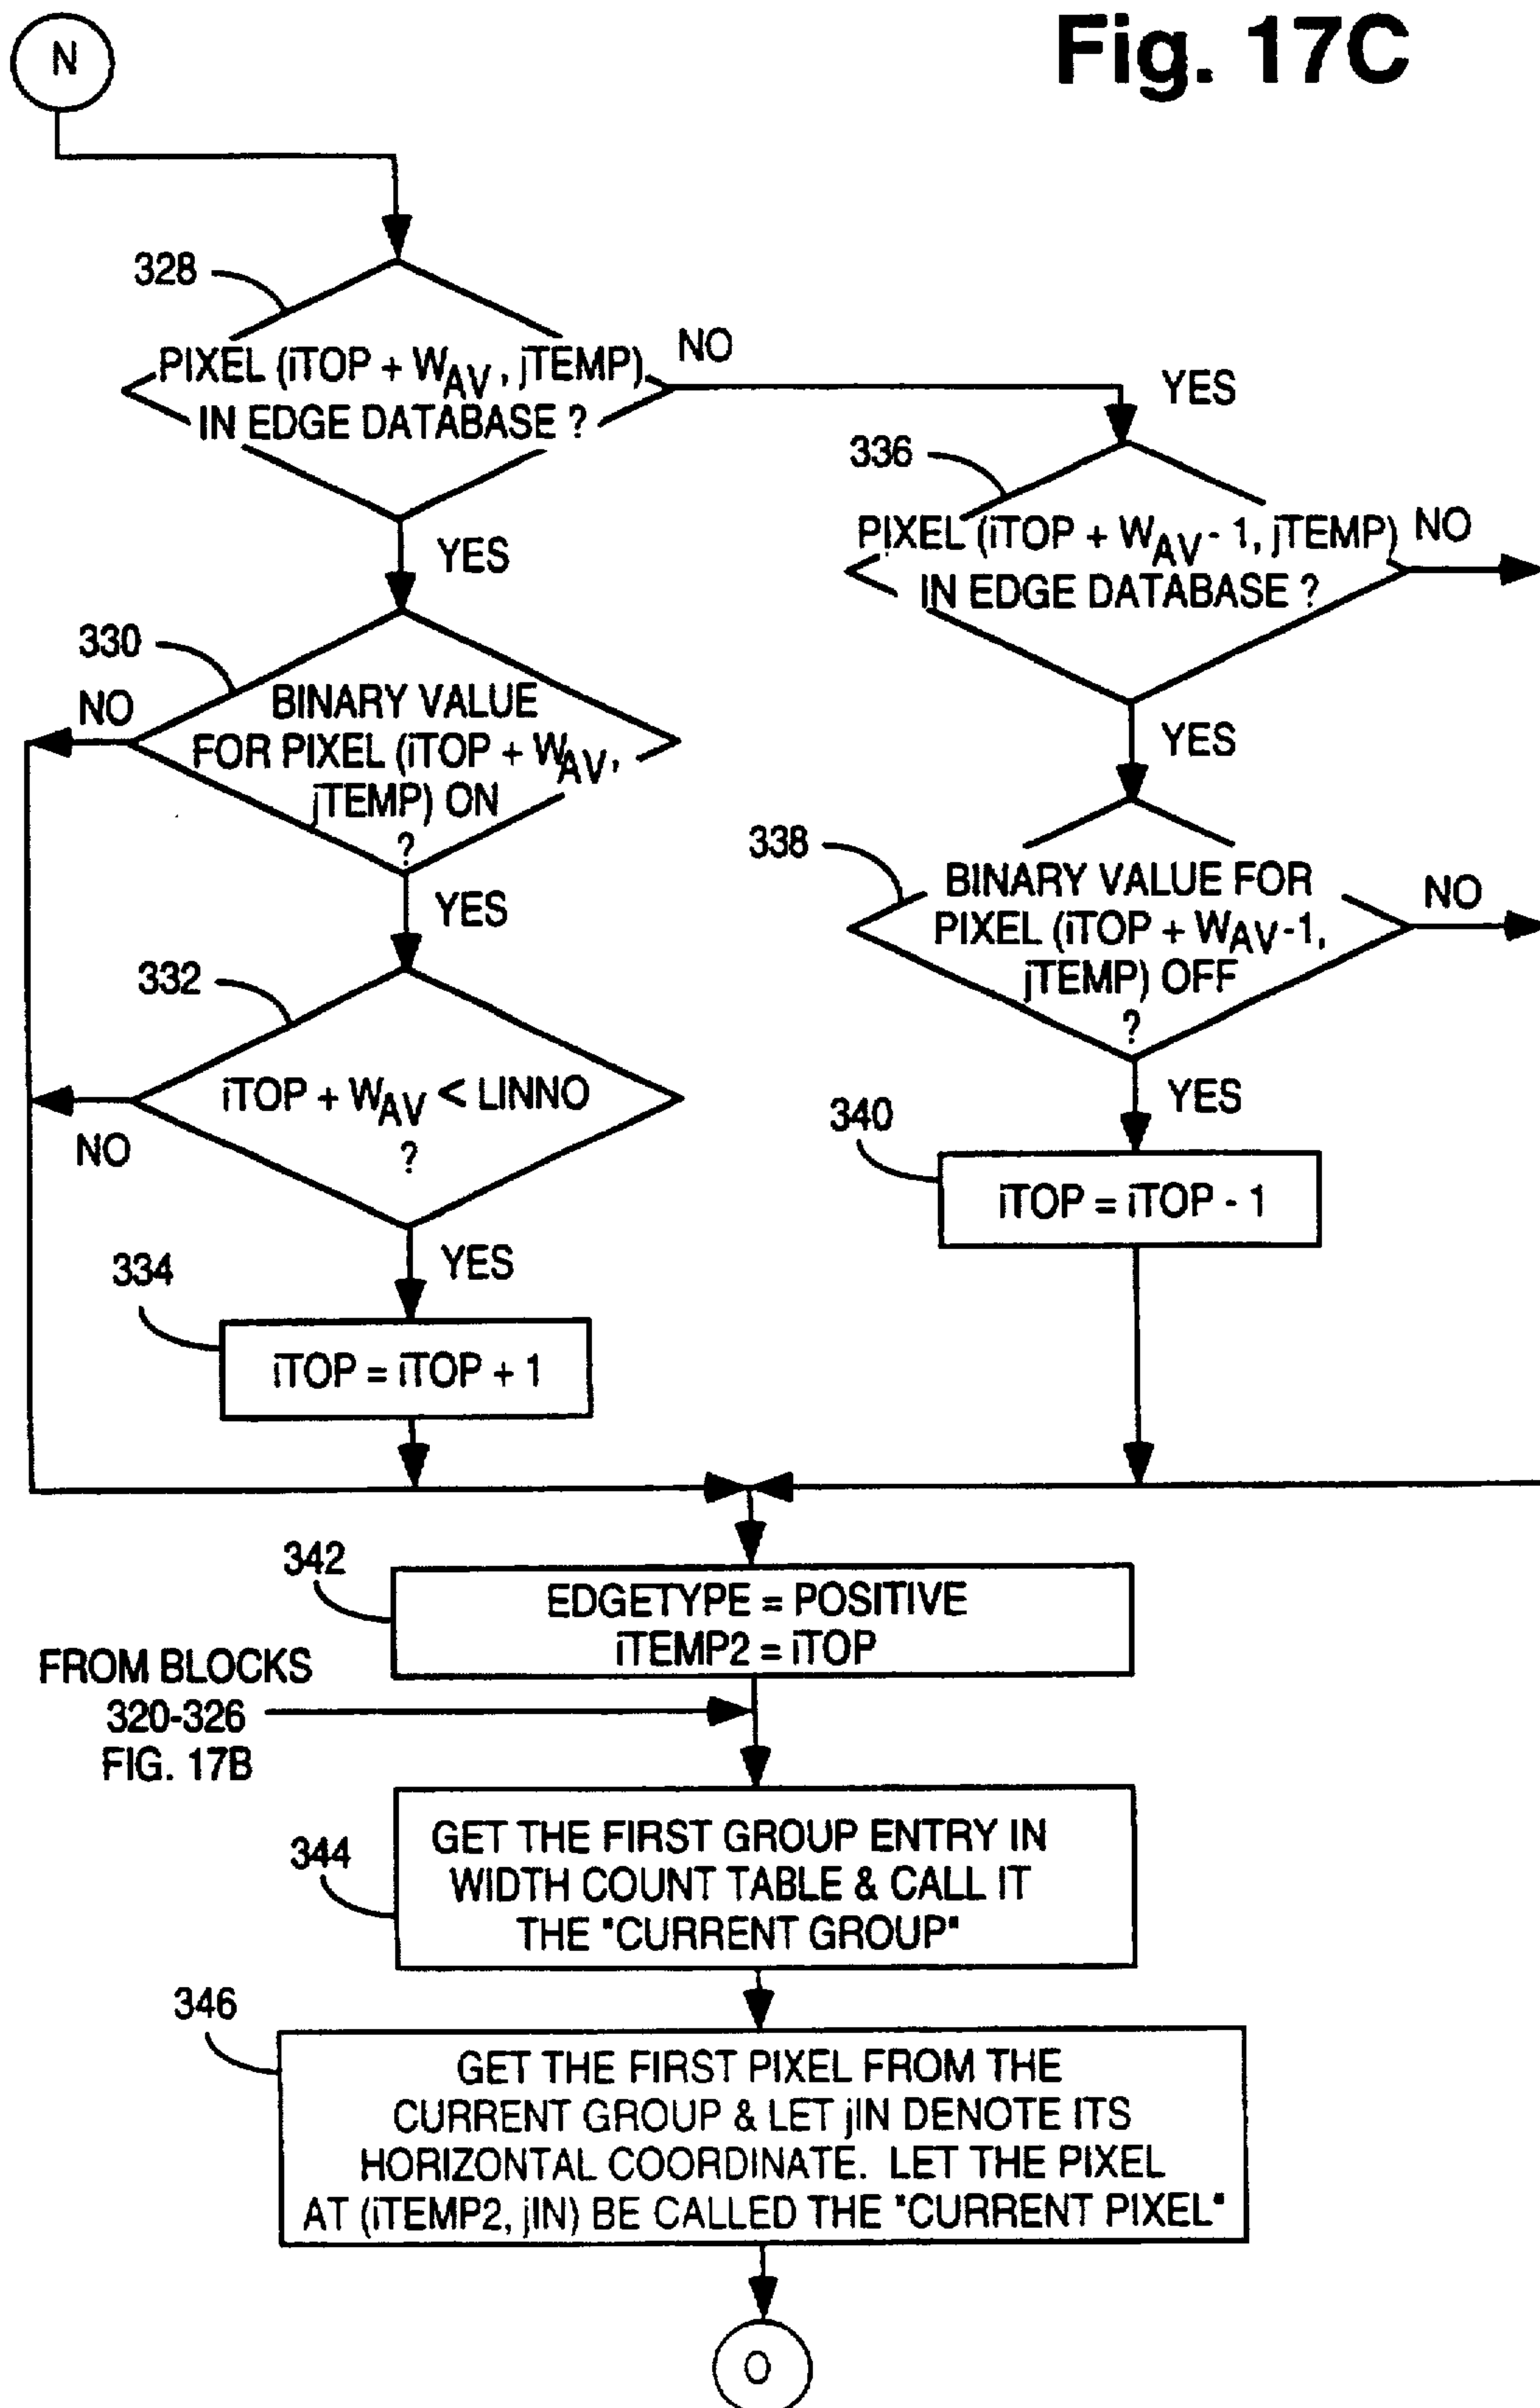 Fig. 17C
N
328
PIXEL (iTOP + WAV, jTEMP)
IN EDGE DATABASE ?
NO
YES
YES
336
PIXEL (iTOP + WAV - 1, jTEMP)
IN EDGE DATABASE ?
NO
YES
330
NO
BINARY VALUE
FOR PIXEL (iTOP + WAV,
jTEMP) ON
?
YES
338
BINARY VALUE FOR
PIXEL (iTOP + WAV -1,
jTEMP) OFF
?
NO
YES
332
iTOP + WAV < LINNO
?
NO
YES
340
iTOP = iTOP - 1
334
iTOP = iTOP + 1
342
EDGETYPE = POSITIVE
iTEMP2 = iTOP
FROM BLOCKS
320-326
FIG. 17B
344
GET THE FIRST GROUP ENTRY IN
WIDTH COUNT TABLE & CALL IT
THE "CURRENT GROUP"
346
GET THE FIRST PIXEL FROM THE
CURRENT GROUP & LET jIN DENOTE ITS
HORIZONTAL COORDINATE. LET THE PIXEL
AT (iTEMP2, jIN) BE CALLED THE "CURRENT PIXEL"
O